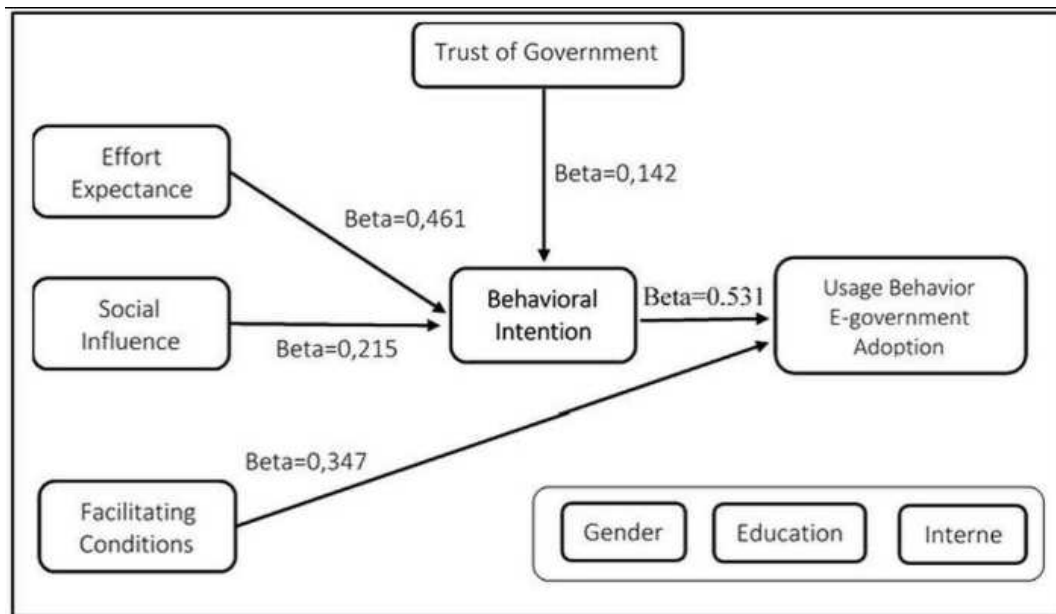 Trust of Government
Effort
Expectance
Beta=0,142
Beta=0,461
Social
Influence
Beta=0,215
Behavioral
Intention
Beta=0.531
Usage Behavior
E-government
Adoption
Beta=0,347
Facilitating
Conditions
Gender
Education
Interne